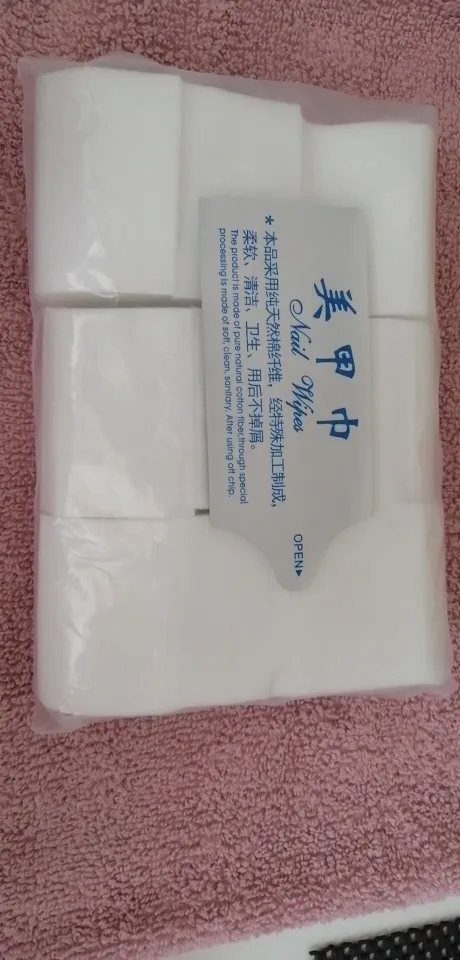 美甲巾
Nail Wipes
* 本品采用纯天然棉纤维，经特殊加工制成，
柔软、清洁、卫生、用后不掉屑。
The product is made of pure natural cotton fiber,through special
processing is made of soft, clean, sanitary. After using off chip.
OPEN▶